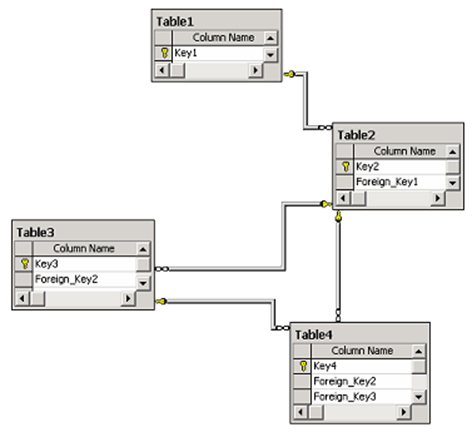 Table1
Column Name
Key1
Table2
Column Name
Key2
Foreign_Key1
Table3
Column Name
Key3
Foreign_Key2
Table4
Column Name
Key4
Foreign_Key2
Foreign_Key3